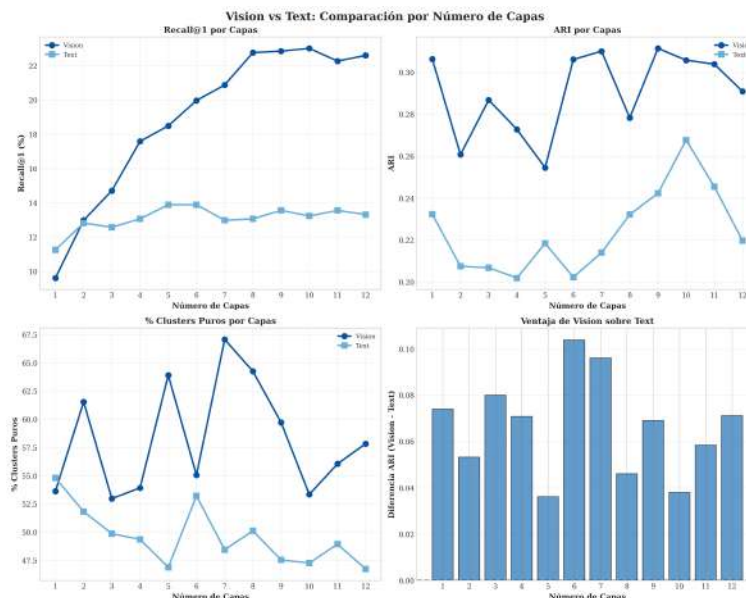 Vision vs Text: Comparación por Número de Capas
Recall@1 por Capas
Vision
Text
22
20
18
16
14
12
10
Recall@1 (%)
1 2 3 4 5 6 7 8 9 10 11 12
Número de Capas
ARI por Capas
Vision
Text
0.30
0.28
0.26
0.24
0.22
0.20
ARI
1 2 3 4 5 6 7 8 9 10 11 12
Número de Capas
% Clusters Puros por Capas
Vision
Text
67.5
65.0
62.5
60.0
57.5
55.0
52.5
50.0
47.5
% Clusters Puros
1 2 3 4 5 6 7 8 9 10 11 12
Número de Capas
Ventaja de Vision sobre Text
0.10
0.08
0.06
0.04
0.02
0.00
Diferencia ARI (Vision - Text)
1 2 3 4 5 6 7 8 9 10 11 12
Número de Capas